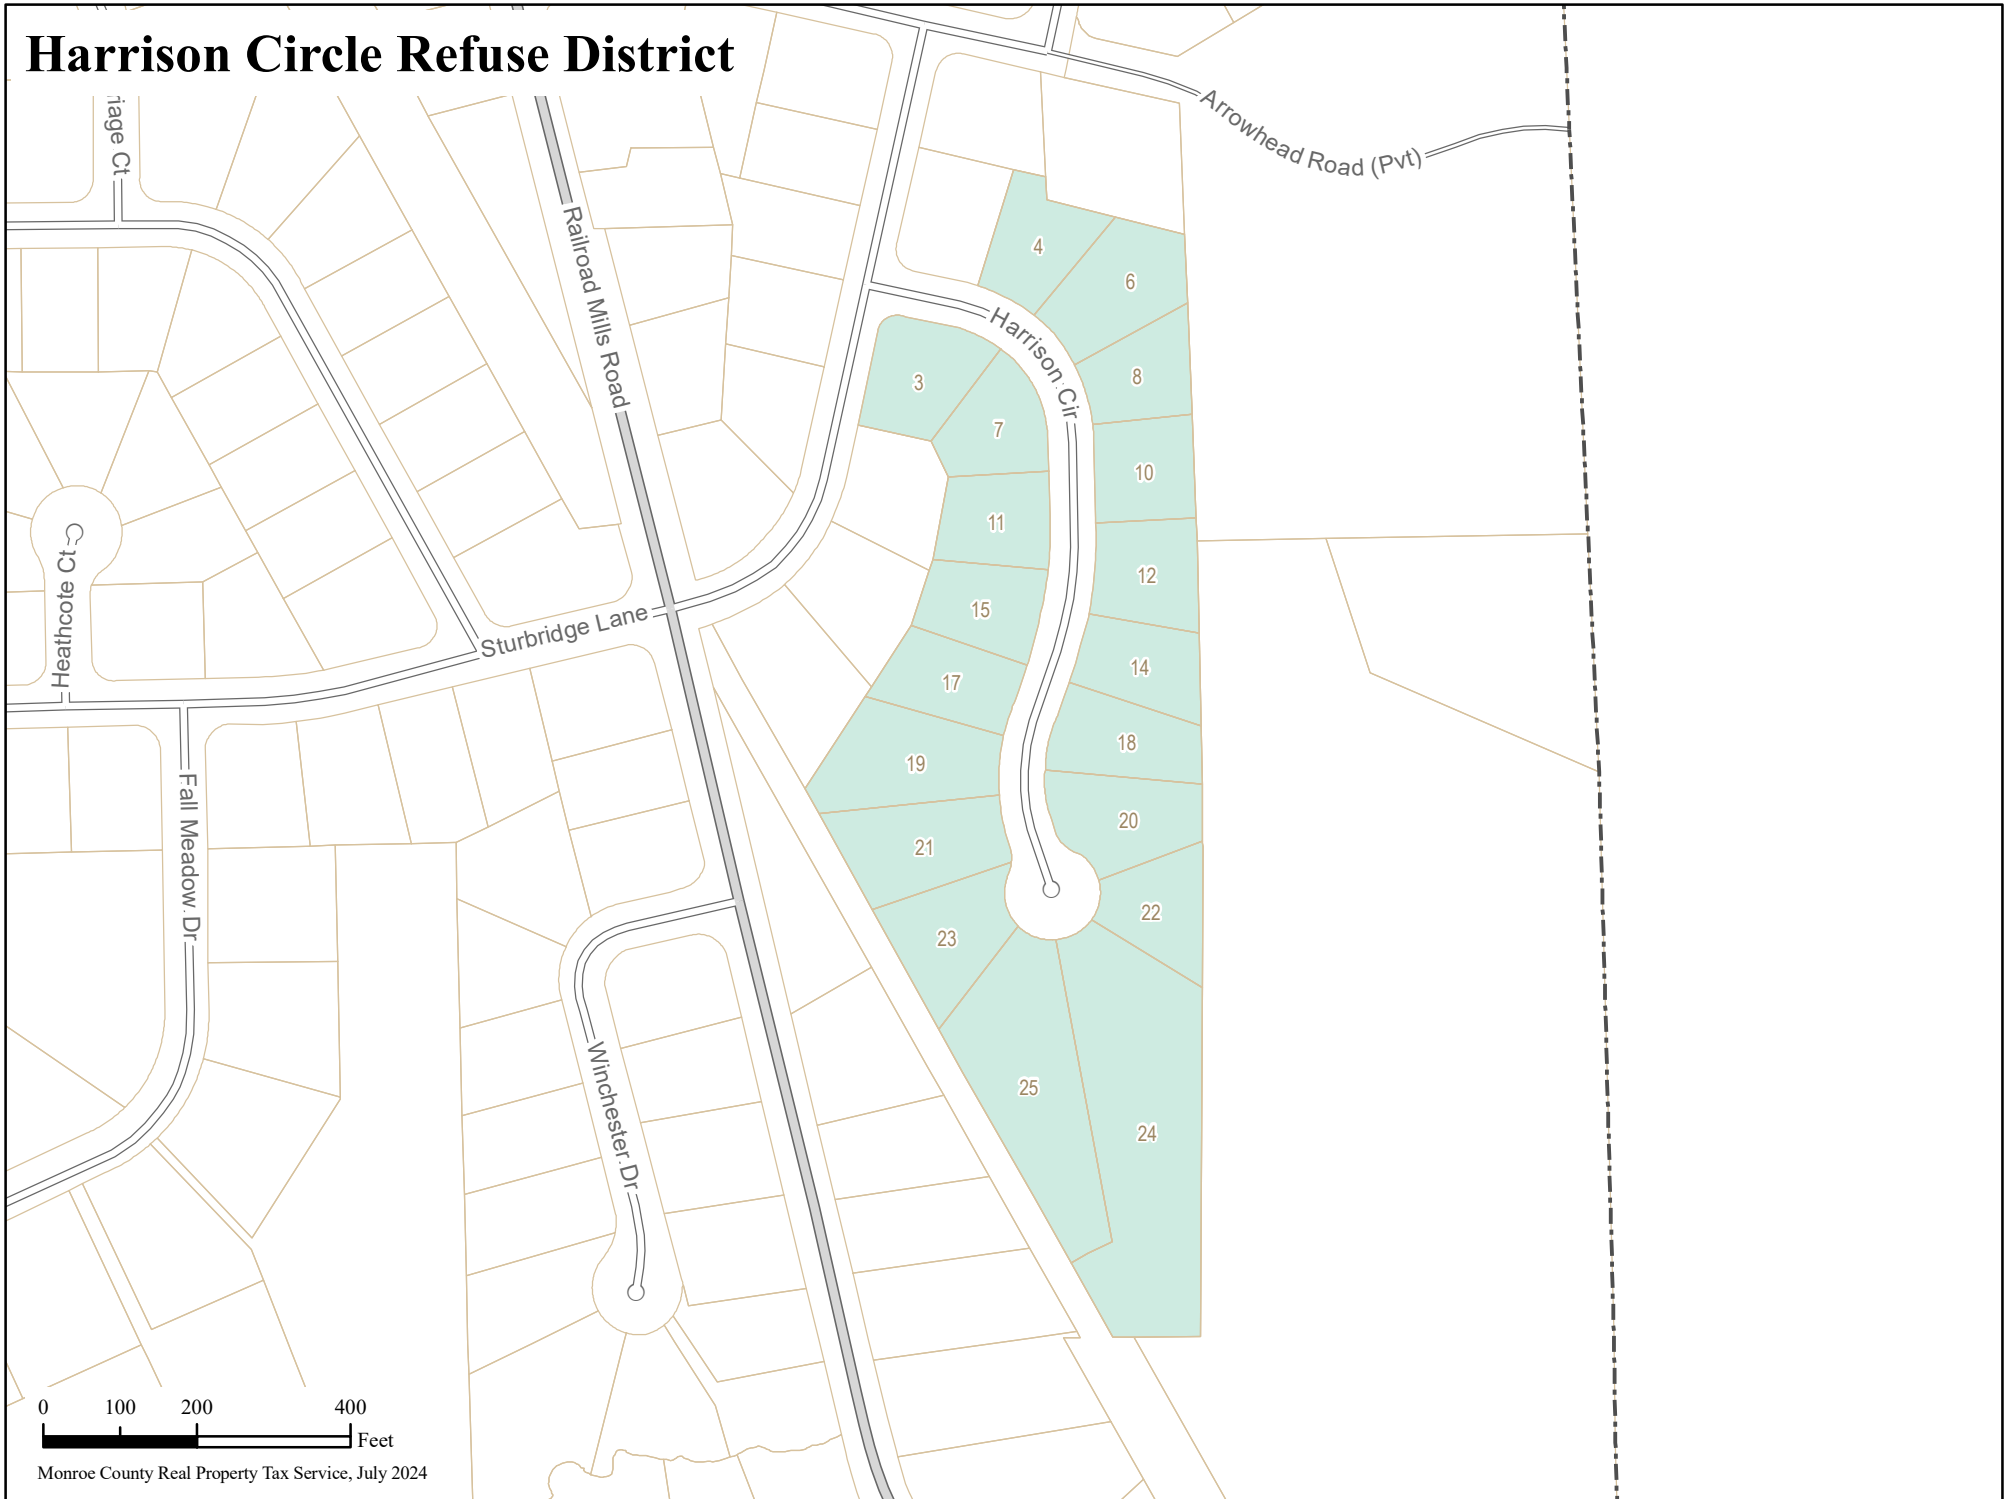 Harrison Circle Refuse District
riage Ct
Arrowhead Road (Pvt)
Railroad Mills Road
4
6
Harrison Cir
3
8
7
10
11
12
Heathcote Ct
15
Sturbridge Lane
14
17
18
19
Fall Meadow Dr
20
21
22
23
Winchester Dr
25
24
0 100 200 400
Feet
Monroe County Real Property Tax Service, July 2024